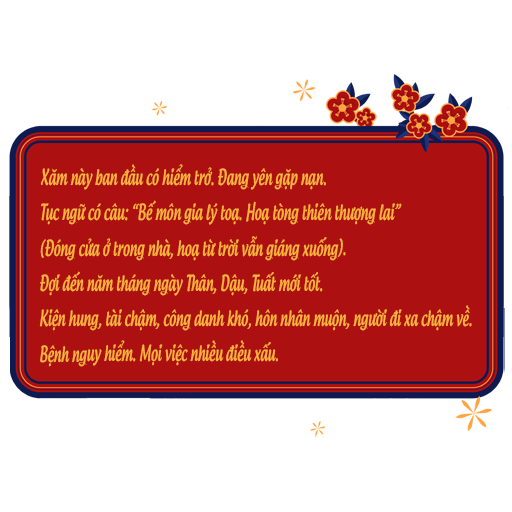 Xăm này ban đầu có hiểm trở. Đang yên gặp nạn.
Tục ngữ có câu: “Bế môn gia lý toạ. Hoạ tòng thiên thượng lai”
(Đóng cửa ở trong nhà, hoạ từ trời vẫn giáng xuống).
Đợi đến năm tháng ngày Thân, Dậu, Tuất mới tốt.
Kiện hung, tài chậm, công danh khó, hôn nhân muộn, người đi xa chậm về.
Bệnh nguy hiểm. Mọi việc nhiều điều xấu.